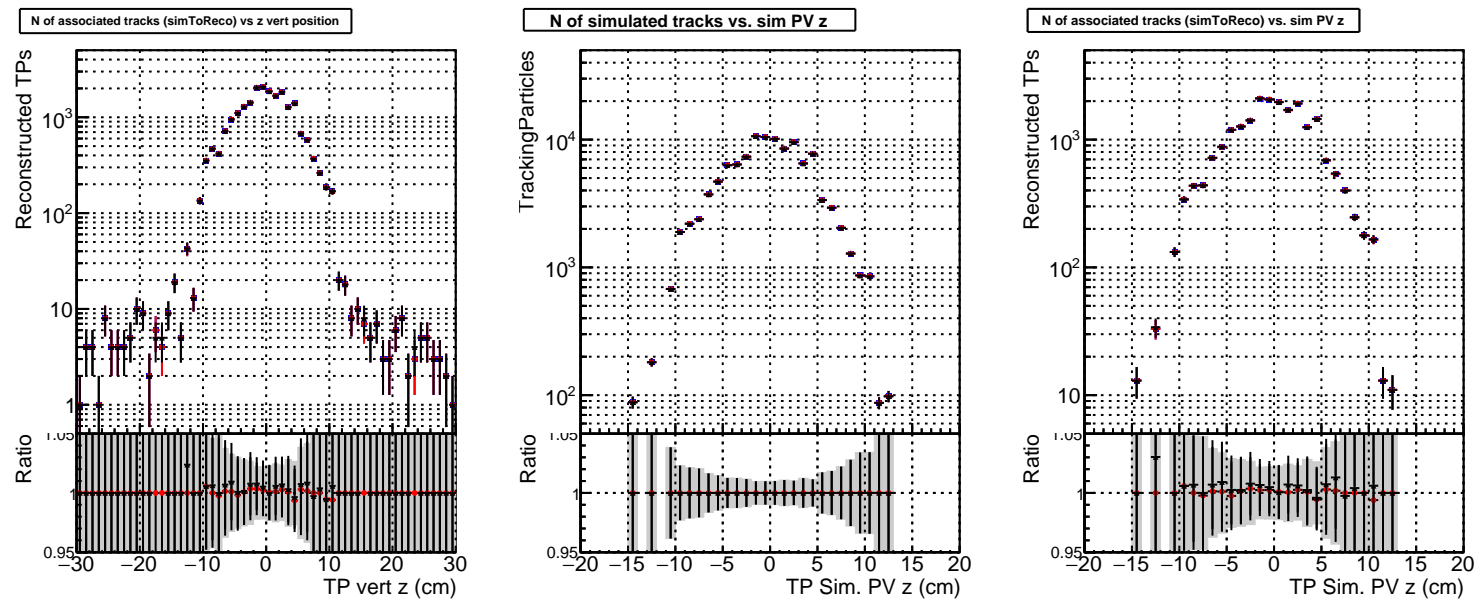 N of associated tracks (simToReco) vs z vert position
Reconstructed TPs
10³
10²
10
1
Ratio
1.05
1
0.95
−30 −20 −10 0 10 20 30
TP vert z (cm)
N of simulated tracks vs. sim PV z
TrackingParticles
10⁴
10³
10²
Ratio
1.05
1
0.95
−20 −15 −10 −5 0 5 10 15 20
TP Sim. PV z (cm)
N of associated tracks (simToReco) vs. sim PV z
Reconstructed TPs
10³
10²
10
Ratio
1.05
1
0.95
−20 −15 −10 −5 0 5 10 15 20
TP Sim. PV z (cm)